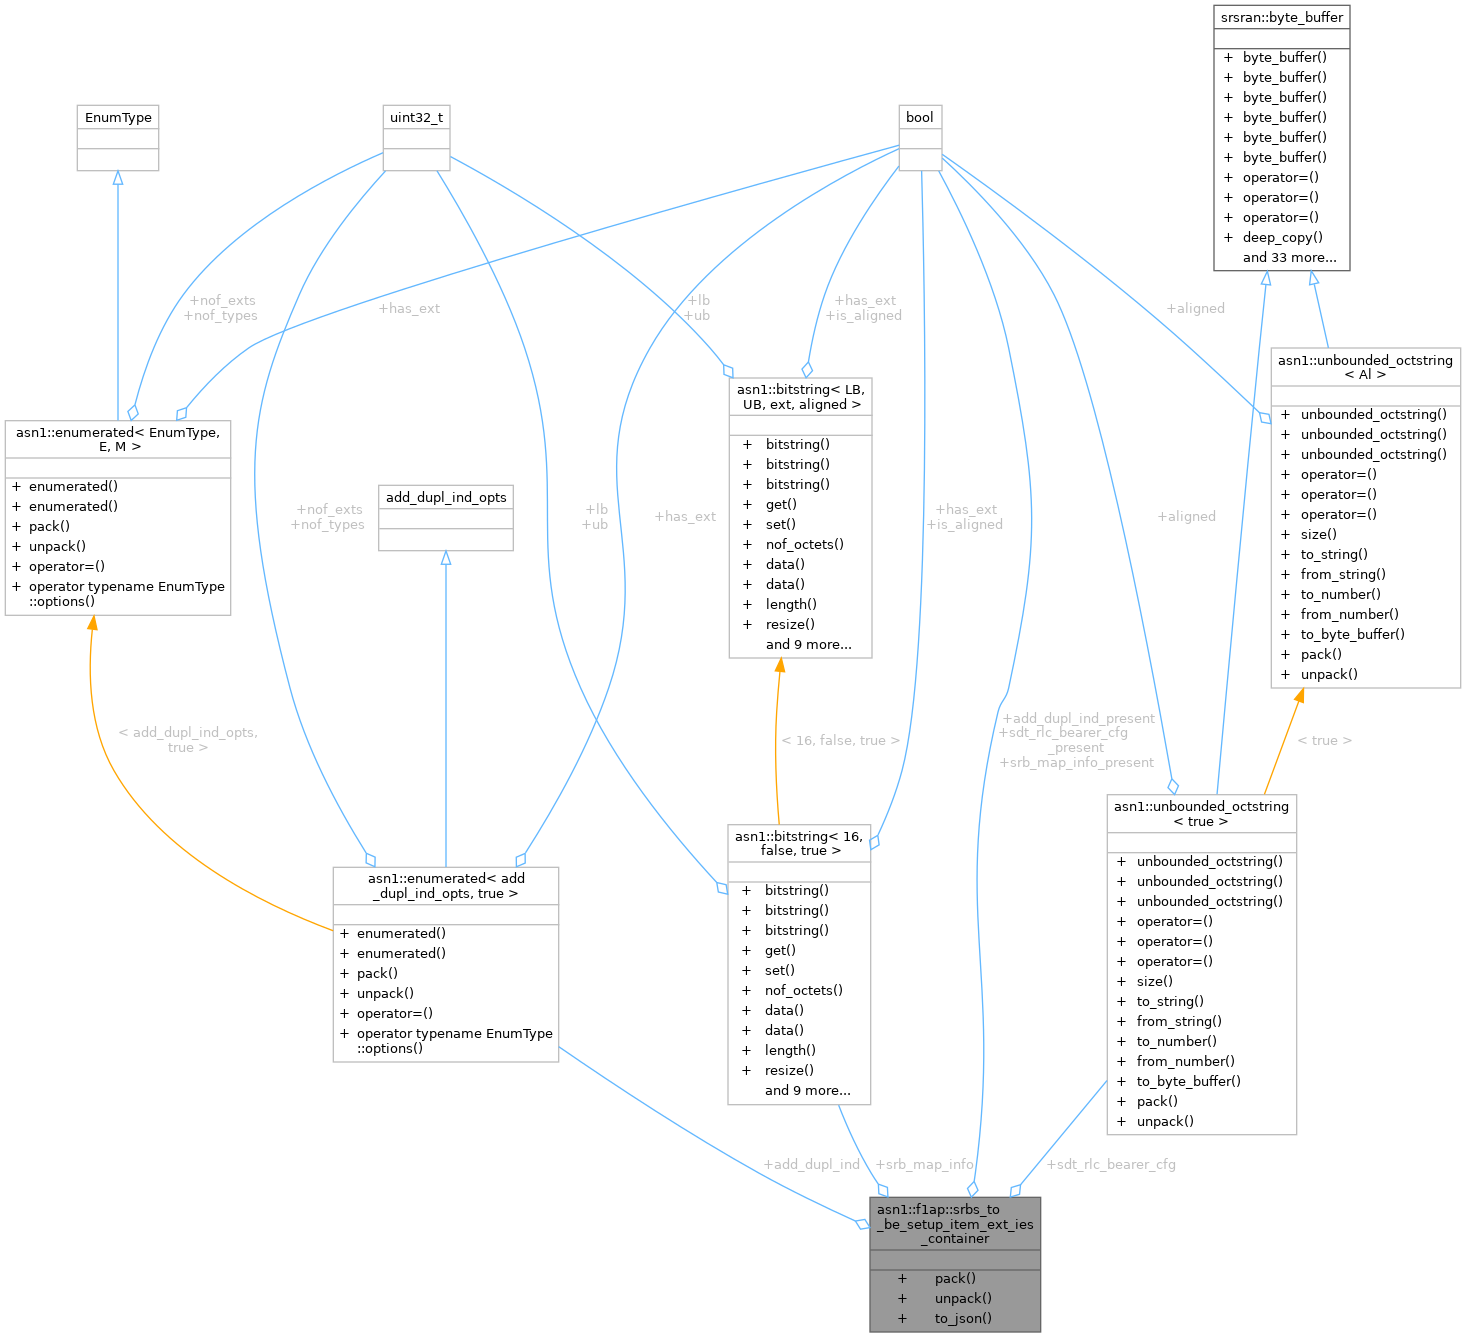 srsran::byte_buffer
+ byte_buffer()
+ byte_buffer()
+ byte_buffer()
+ byte_buffer()
+ byte_buffer()
+ byte_buffer()
+ operator=()
+ operator=()
+ operator=()
+ deep_copy()
and 33 more...
EnumType
uint32_t
bool
+nof_exts
+nof_types
+has_ext
+lb
+ub
+has_ext
+is_aligned
+aligned
asn1::unbounded_octstring
< Al >
+ unbounded_octstring()
+ unbounded_octstring()
+ unbounded_octstring()
+ operator=()
+ operator=()
+ operator=()
+ size()
+ to_string()
+ from_string()
+ to_number()
+ from_number()
+ to_byte_buffer()
+ pack()
+ unpack()
asn1::bitstring< LB,
UB, ext, aligned >
+ bitstring()
+ bitstring()
+ bitstring()
+ get()
+ set()
+ nof_octets()
+ data()
+ data()
+ length()
+ resize()
and 9 more...
asn1::enumerated< EnumType,
E, M >
+ enumerated()
+ enumerated()
+ pack()
+ unpack()
+ operator=()
+ operator typename EnumType
::options()
add_dupl_ind_opts
+nof_exts
+nof_types
+lb
+ub
+has_ext
+has_ext
+is_aligned
+aligned
< add_dupl_ind_opts,
true >
< 16, false, true >
+add_dupl_ind_present
+sdt_rlc_bearer_cfg
_present
+srb_map_info_present
< true >
asn1::unbounded_octstring
< true >
+ unbounded_octstring()
+ unbounded_octstring()
+ unbounded_octstring()
+ operator=()
+ operator=()
+ operator=()
+ size()
+ to_string()
+ from_string()
+ to_number()
+ from_number()
+ to_byte_buffer()
+ pack()
+ unpack()
asn1::bitstring< 16,
false, true >
+ bitstring()
+ bitstring()
+ bitstring()
+ get()
+ set()
+ nof_octets()
+ data()
+ data()
+ length()
+ resize()
and 9 more...
asn1::enumerated< add
_dupl_ind_opts, true >
+ enumerated()
+ enumerated()
+ pack()
+ unpack()
+ operator=()
+ operator typename EnumType
::options()
+add_dupl_ind
+srb_map_info
+sdt_rlc_bearer_cfg
asn1::f1ap::srbs_to
_be_setup_item_ext_ies
_container
+ pack()
+ unpack()
+ to_json()